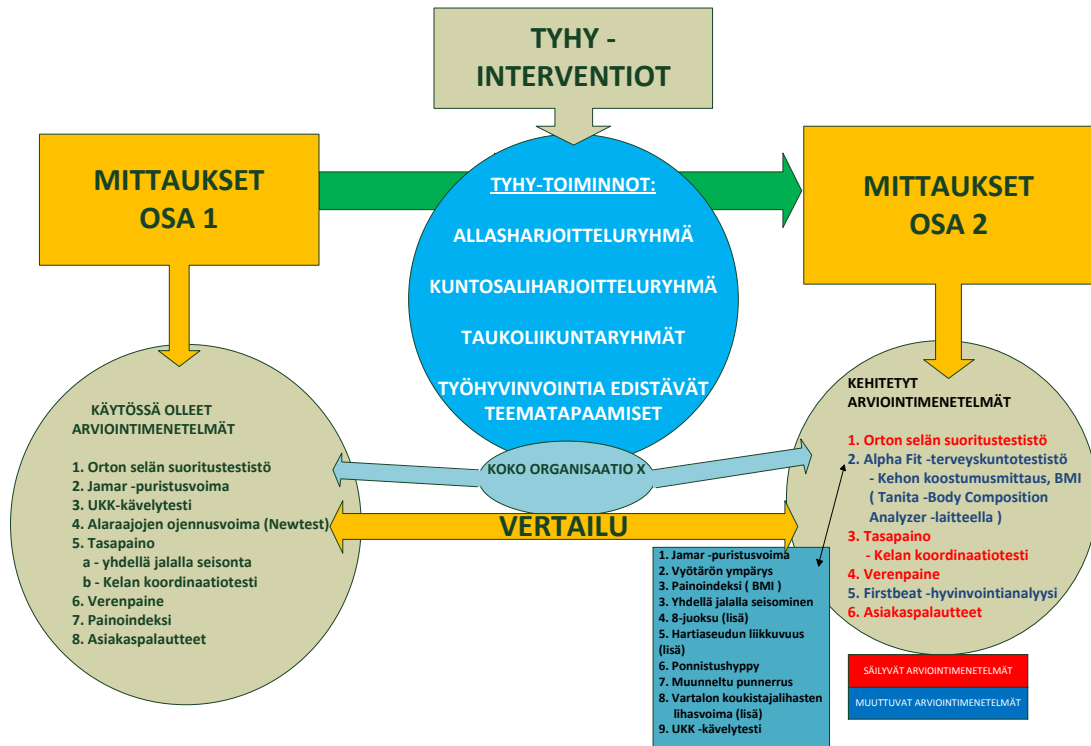 TYHY -
INTERVENTIOT
MITTAUKSET
OSA 1
TYHY-TOIMINNOT:
ALLASHARJOITTELURYHMÄ
KUNTOSALIHARJOITTELURYHMÄ
TAUKOLIIKUNTARYHMÄT
TYÖHYVINVOINTIA EDISTÄVÄT
TEEMATAPAAMISET
MITTAUKSET
OSA 2
KÄYTÖSSÄ OLLEET
ARVIOINTIMENETELMÄT
1. Orton selän suoritustestistö
2. Jamar -puristusvoima
3. UKK-kävelytesti
4. Alaraajojen ojennusvoima (Newtest)
5. Tasapaino
a - yhdellä jalalla seisonta
b - Kelan koordinaatiotesti
6. Verenpaine
7. Painoindeksi
8. Asiakaspalautteet
KOKO ORGANISAATIO X
VERTAILU
1. Jamar -puristusvoima
2. Vyötärön ympärys
3. Painoindeksi ( BMI )
3. Yhdellä jalalla seisominen
4. 8-juoksu (lisä)
5. Hartiaseudun liikkuvuus
(lisä)
6. Ponnistushyppy
7. Muunneltu punnerrus
8. Vartalon koukistajalihasten
lihasvoima (lisä)
9. UKK -kävelytesti
KEHITETYT
ARVIOINTIMENETELMÄT
1. Orton selän suoritustestistö
2. Alpha Fit -terveyskuntotestistö
- Kehon koostumusmittaus, BMI
( Tanita -Body Composition
Analyzer -laitteella )
3. Tasapaino
- Kelan koordinaatiotesti
4. Verenpaine
5. Firstbeat -hyvinvointianalyysi
6. Asiakaspalautteet
SÄILYVÄT ARVIOINTIMENETELMÄT
MUUTTUVAT ARVIOINTIMENETELMÄT